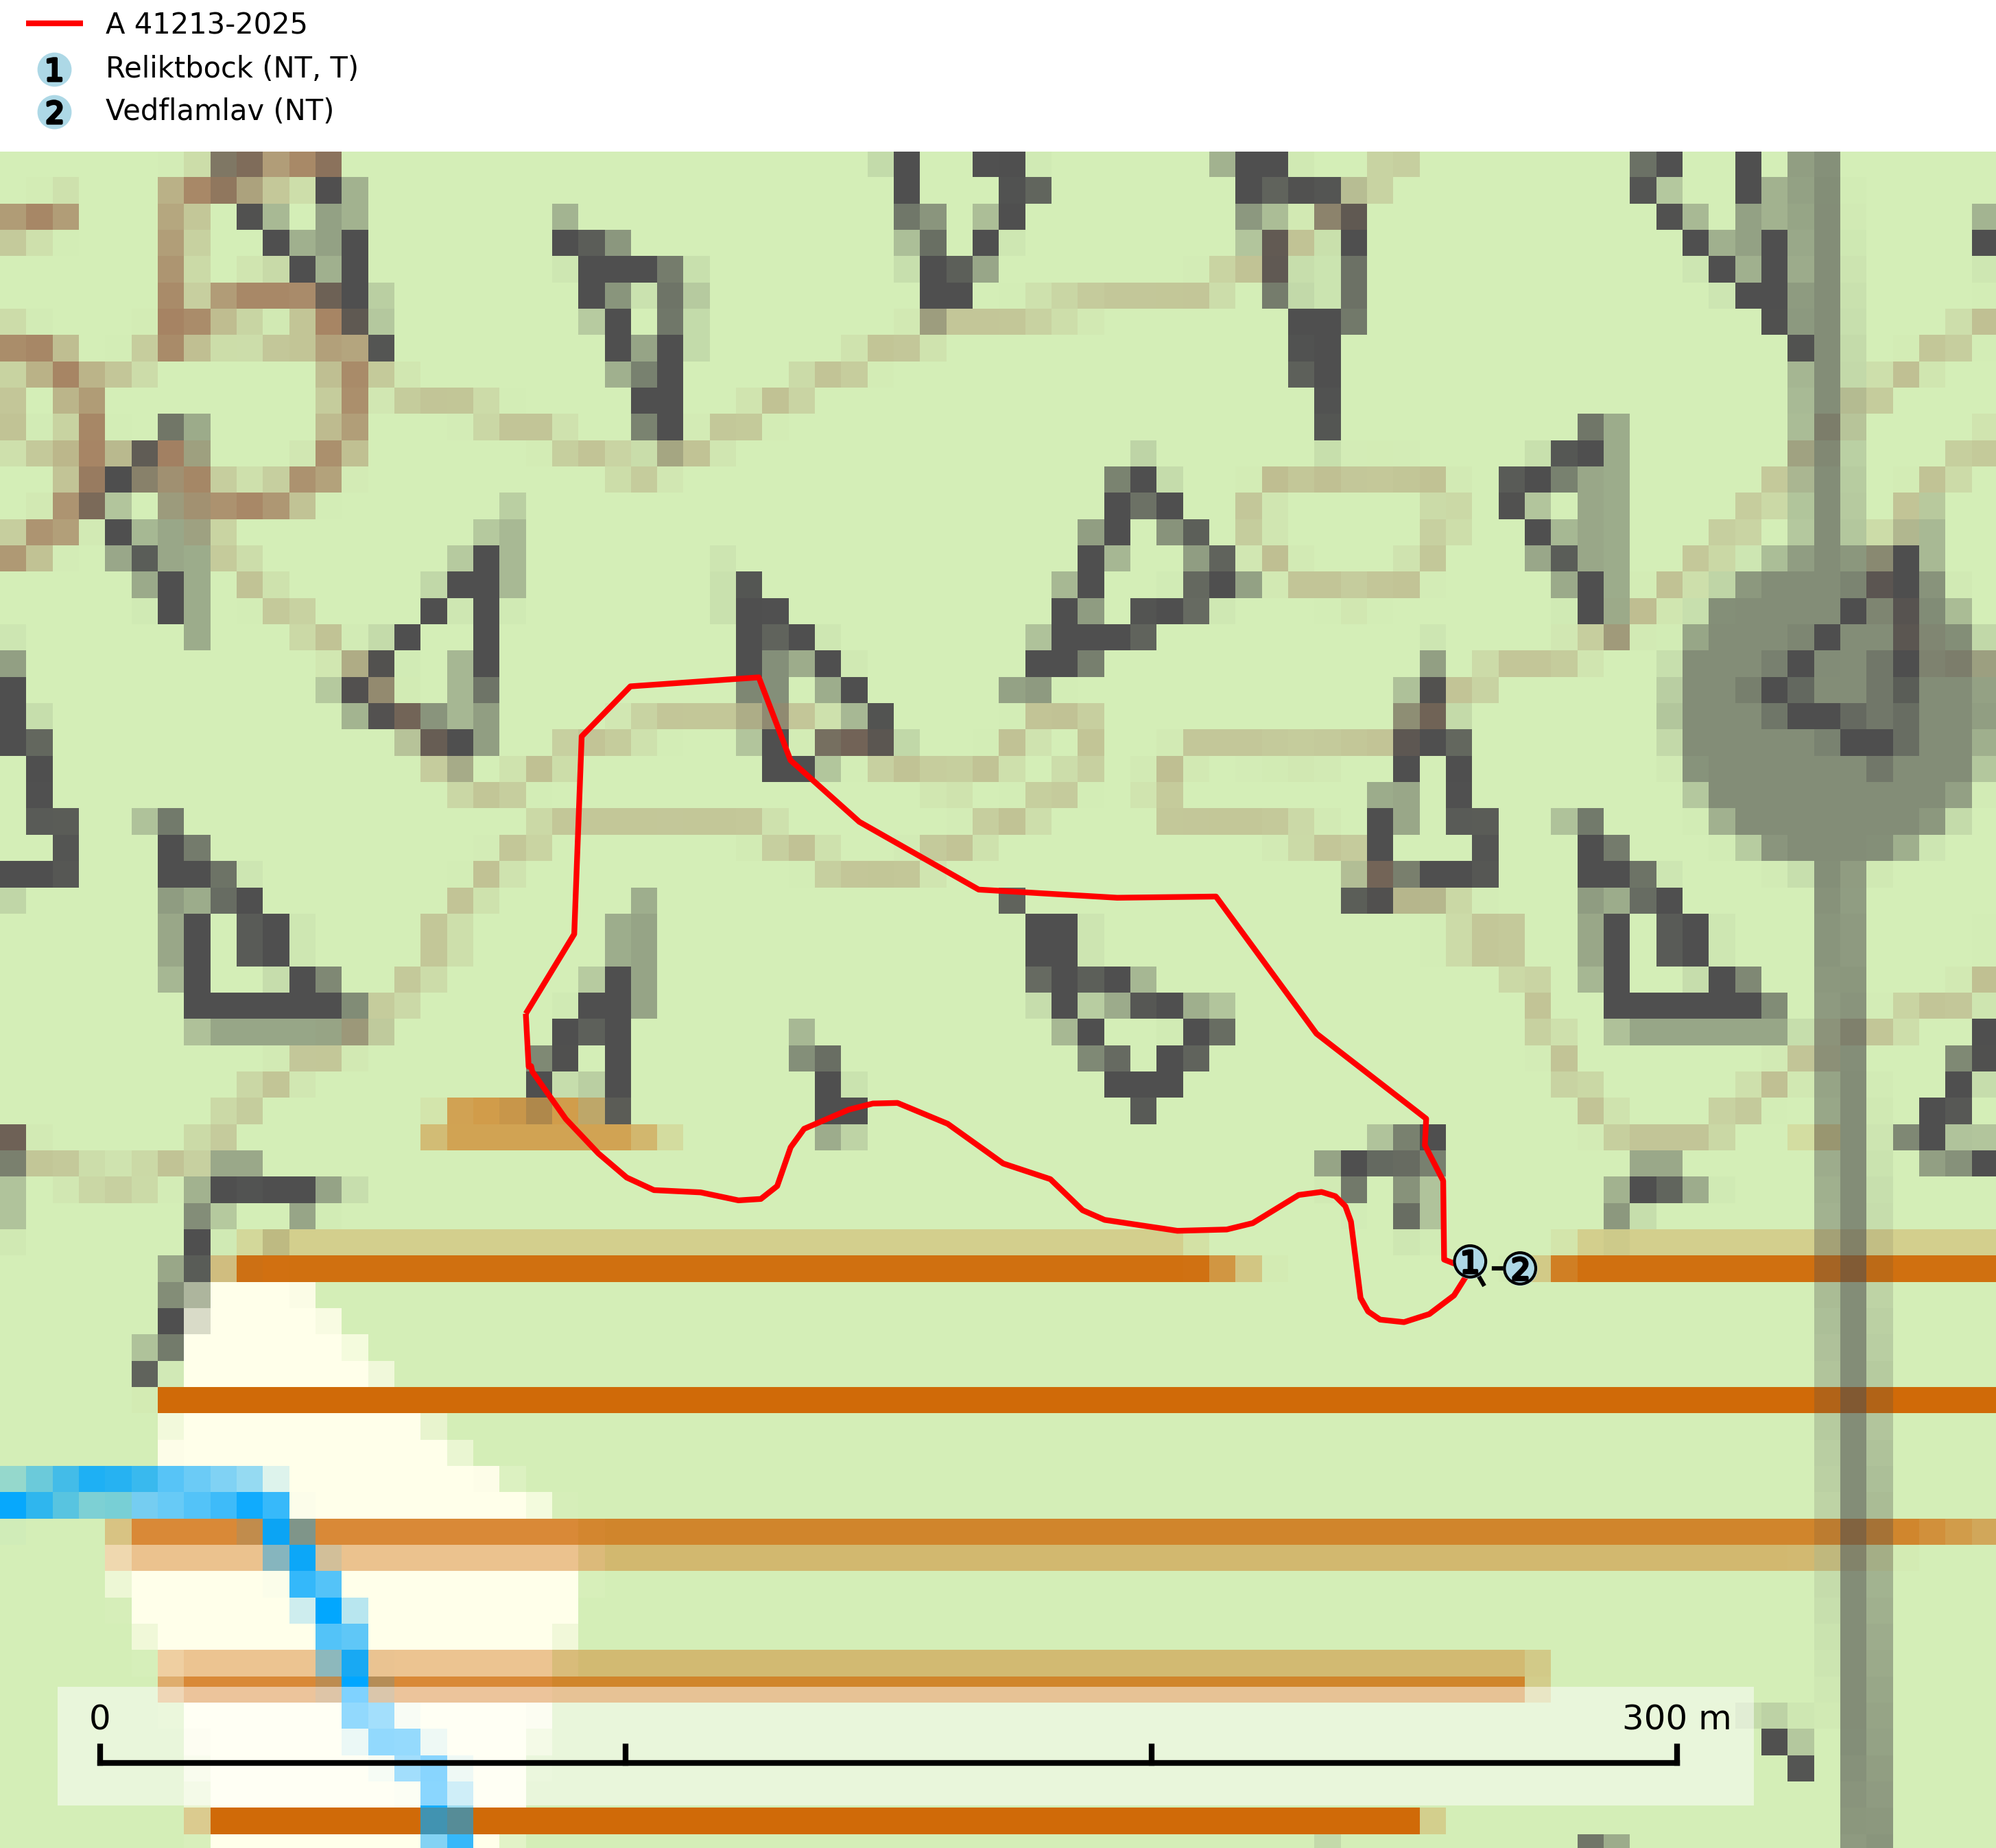 A 41213-2025
1 Reliktbock (NT, T)
2 Vedflamlav (NT)
1 2
0 300 m